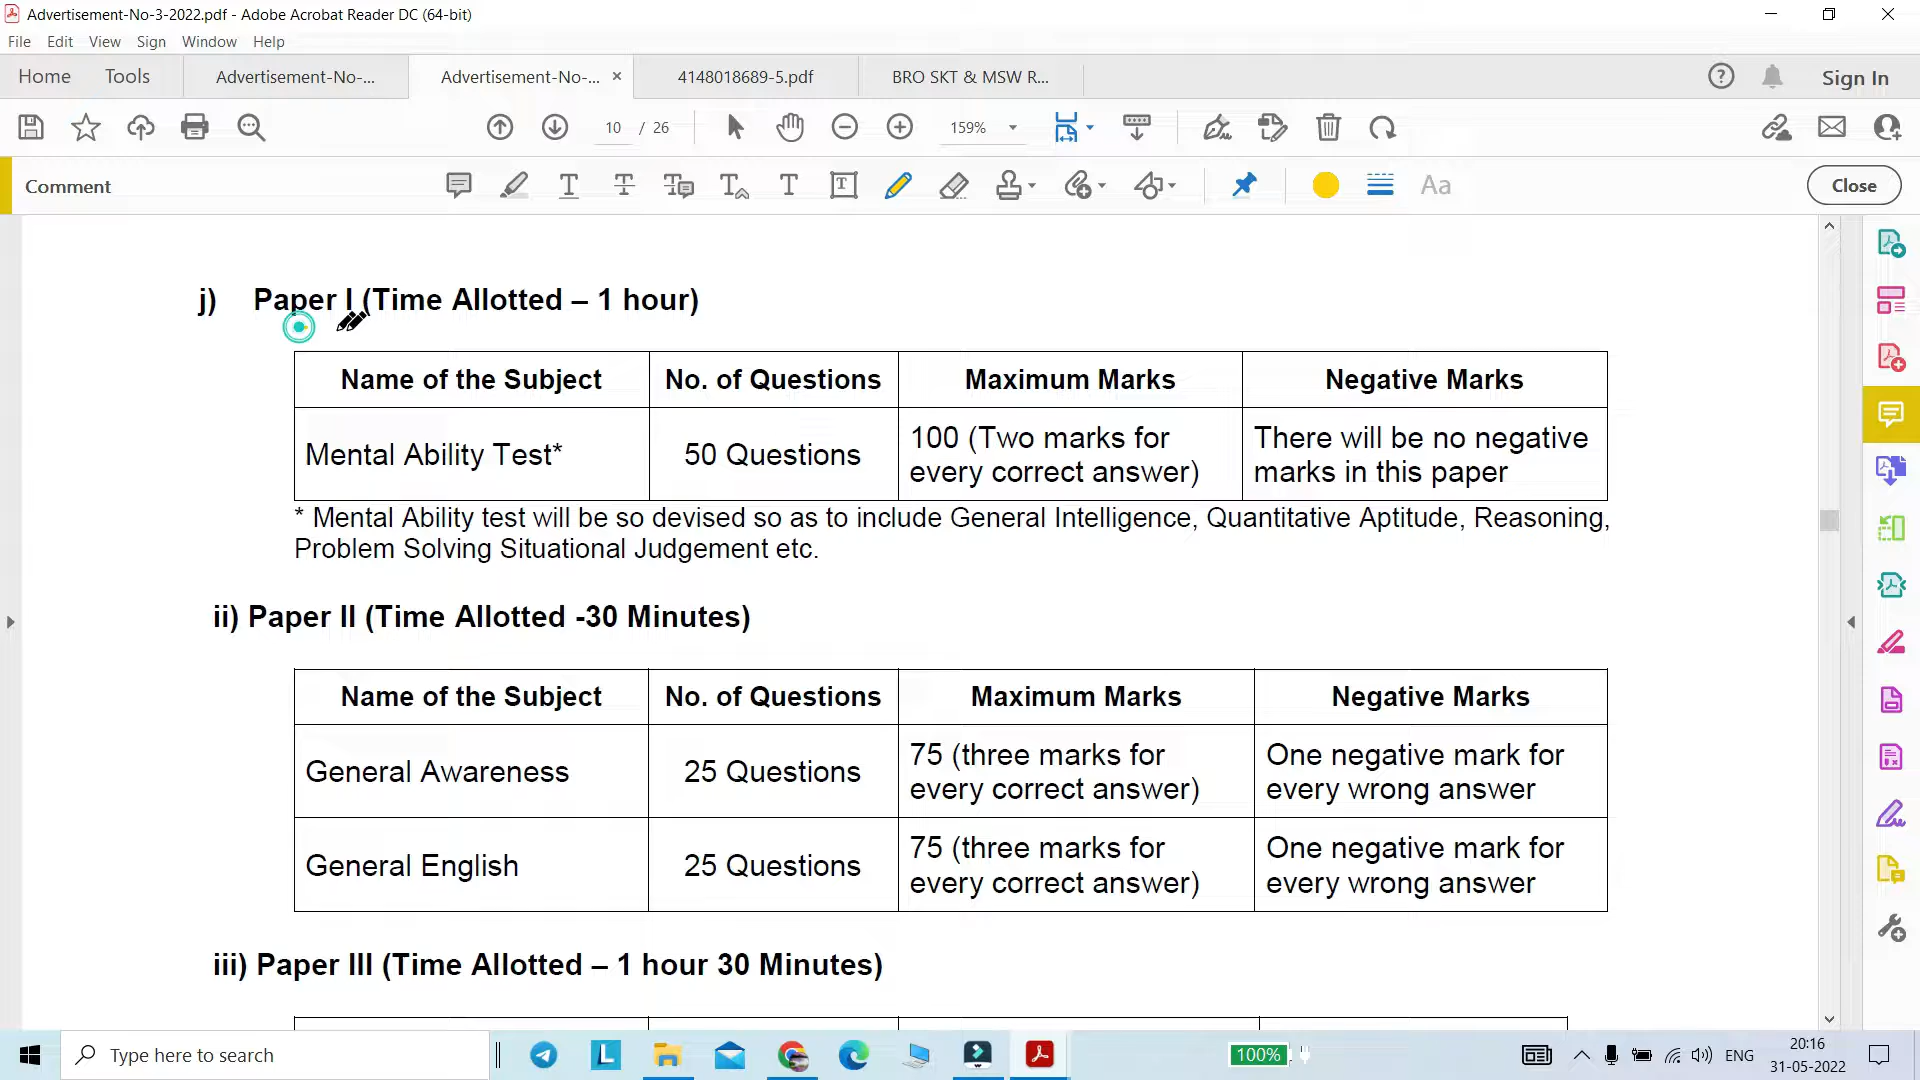 Advertisement-No-3-2022.pdf - Adobe Acrobat Reader DC (64-bit)
File Edit View Sign Window Help
Home Tools Advertisement-No-... Advertisement-No-... × 4148018689-5.pdf BRO SKT & MSW R... Sign In
10 / 26 159%
Comment Close
j) Paper I (Time Allotted – 1 hour)
Name of the Subject No. of Questions Maximum Marks Negative Marks
Mental Ability Test* 50 Questions 100 (Two marks for every correct answer) There will be no negative marks in this paper
* Mental Ability test will be so devised so as to include General Intelligence, Quantitative Aptitude, Reasoning,
Problem Solving Situational Judgement etc.
ii) Paper II (Time Allotted -30 Minutes)
Name of the Subject No. of Questions Maximum Marks Negative Marks
General Awareness 25 Questions 75 (three marks for every correct answer) One negative mark for every wrong answer
General English 25 Questions 75 (three marks for every correct answer) One negative mark for every wrong answer
iii) Paper III (Time Allotted – 1 hour 30 Minutes)
Type here to search
100%
ENG
20:16
31-05-2022